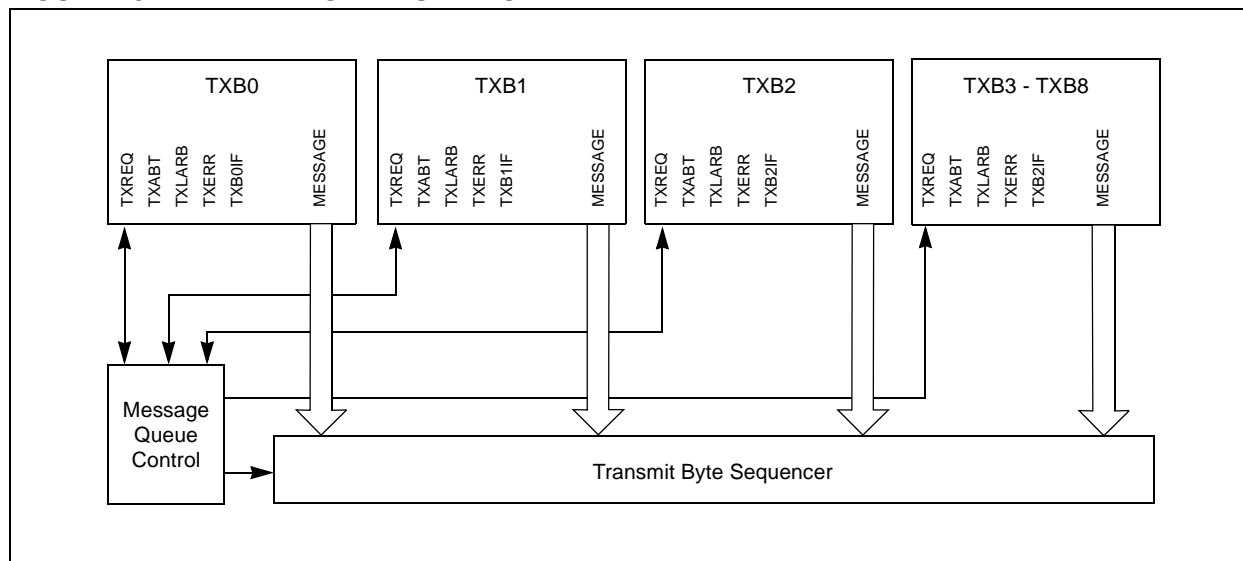 TXB0
TXREQ
TXABT
TXLARB
TXERR
TXB0IF
MESSAGE
TXB1
TXREQ
TXABT
TXLARB
TXERR
TXB1IF
MESSAGE
TXB2
TXREQ
TXABT
TXLARB
TXERR
TXB2IF
MESSAGE
TXB3 - TXB8
TXREQ
TXABT
TXLARB
TXERR
TXB2IF
MESSAGE
Message
Queue
Control
Transmit Byte Sequencer